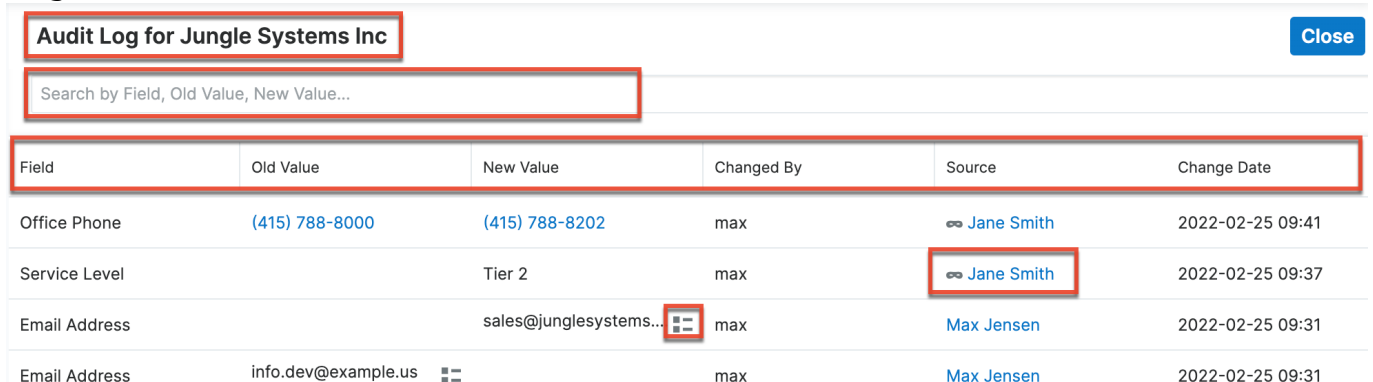 Audit Log for Jungle Systems Inc Close
Search by Field, Old Value, New Value...
Field Old Value New Value Changed By Source Change Date
Office Phone (415) 788-8000 (415) 788-8202 max Jane Smith 2022-02-25 09:41
Service Level Tier 2 max Jane Smith 2022-02-25 09:37
Email Address sales@junglesystems... max Max Jensen 2022-02-25 09:31
Email Address info.dev@example.us max Max Jensen 2022-02-25 09:31